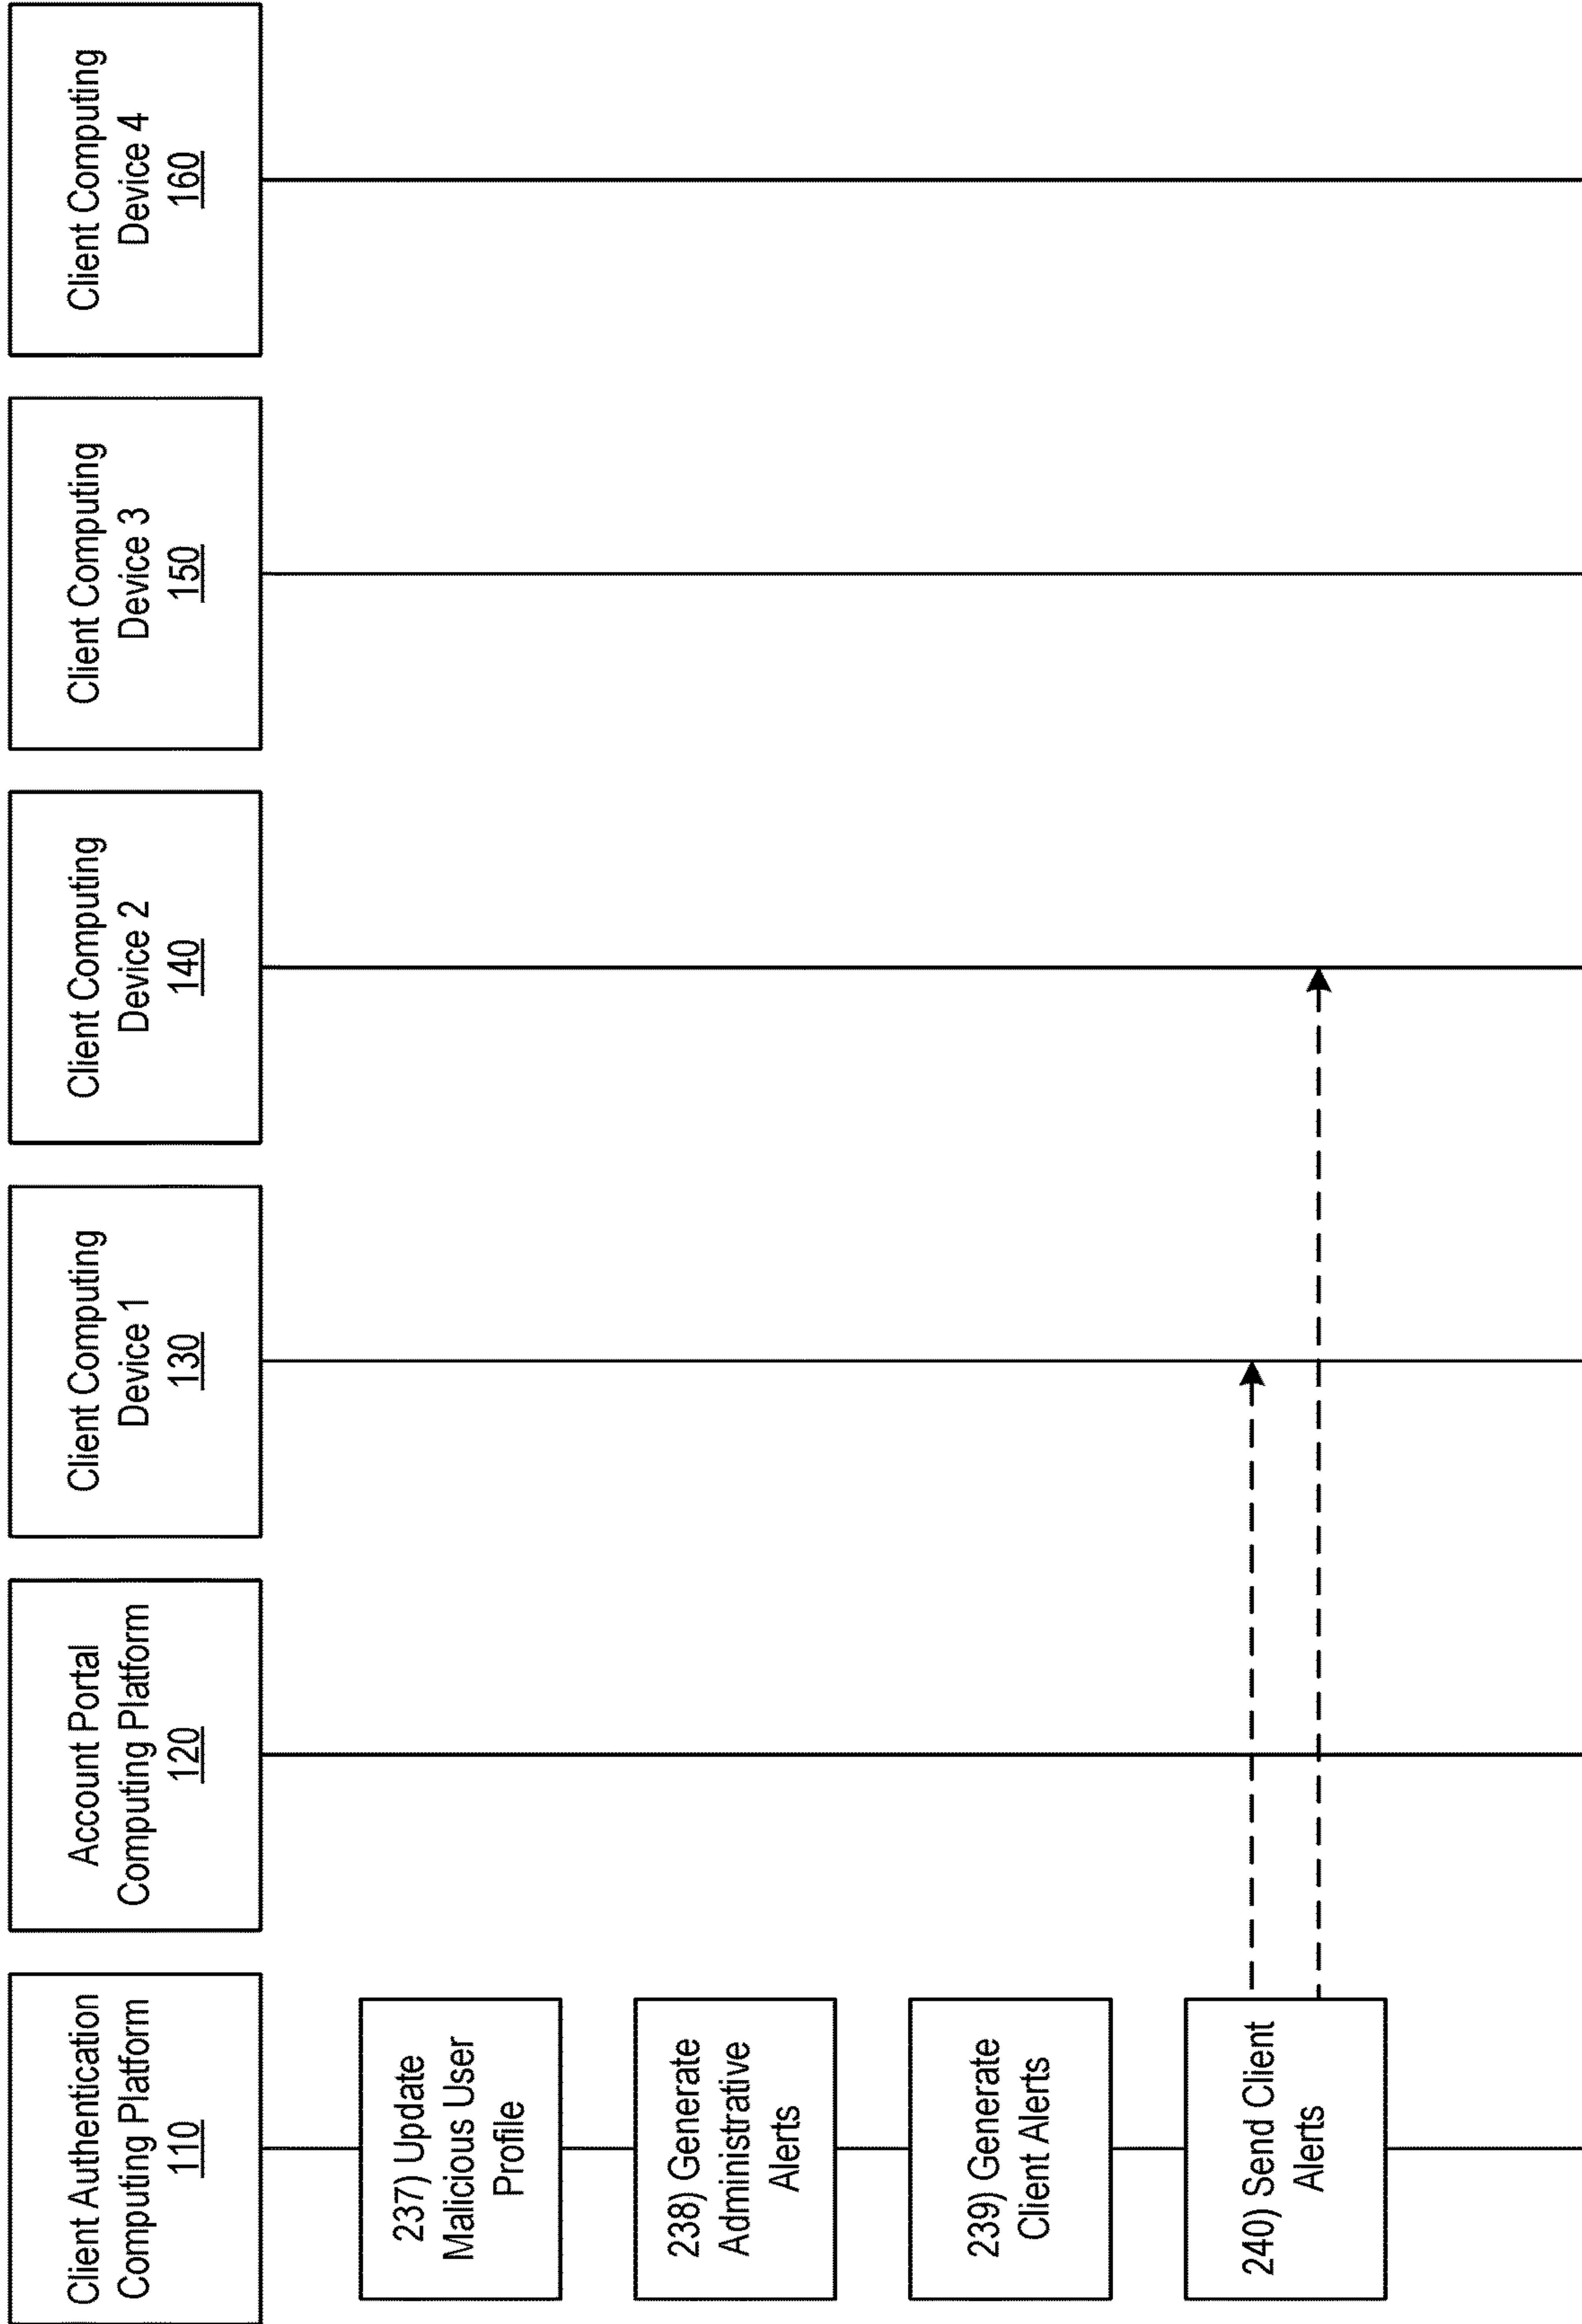 Client Authentication
Computing Platform
110
Account Portal
Computing Platform
120
Client Computing
Device 1
130
Client Computing
Device 2
140
Client Computing
Device 3
150
Client Computing
Device 4
160
237) Update
Malicious User
Profile
238) Generate
Administrative
Alerts
239) Generate
Client Alerts
240) Send Client
Alerts